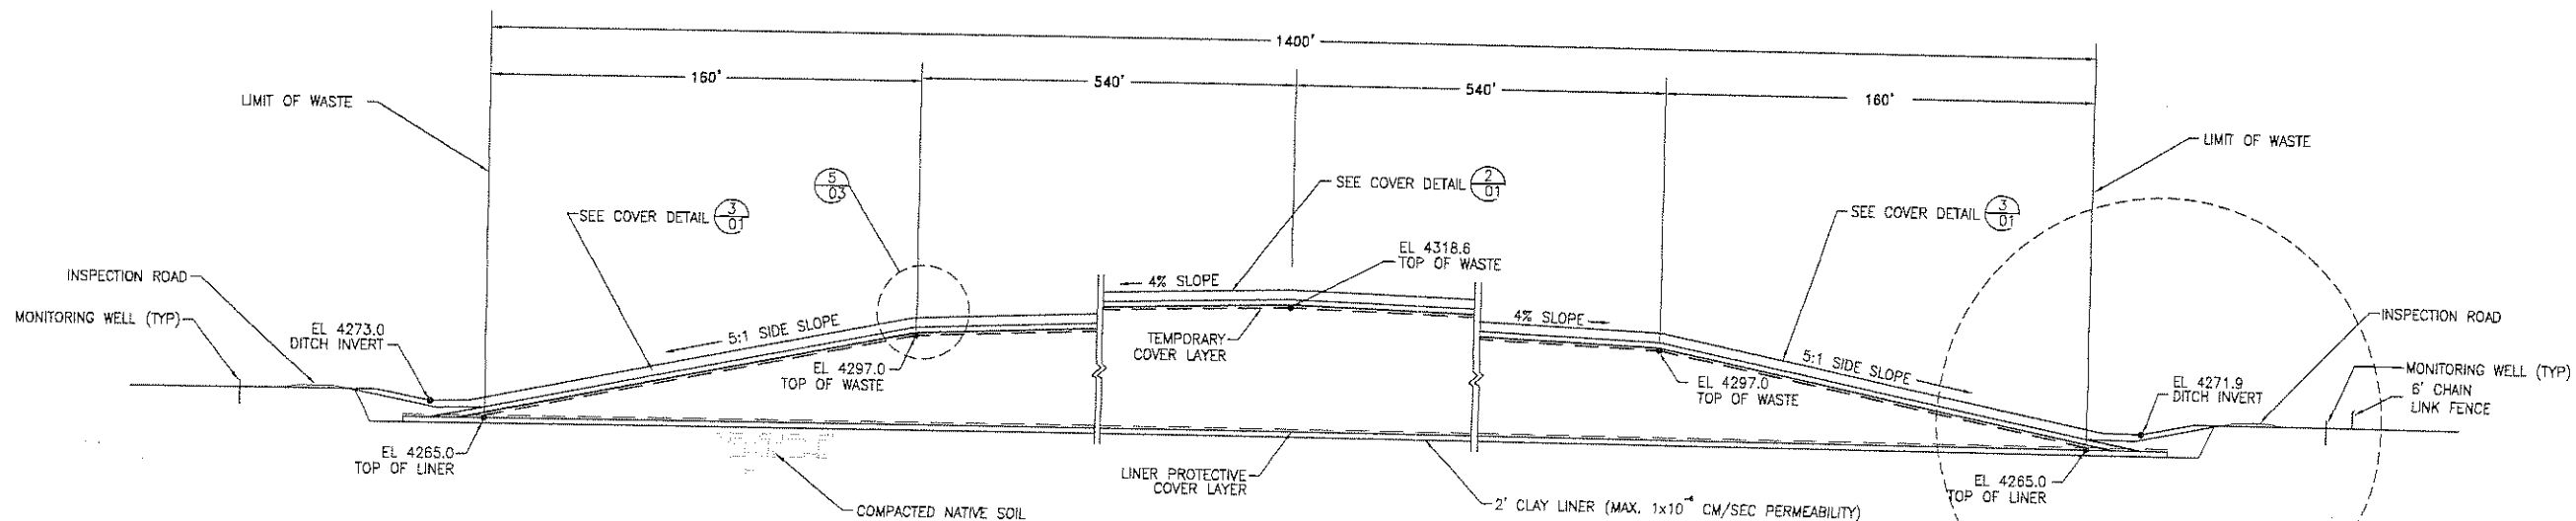 1400'
160'
540'
540'
160'
LIMIT OF WASTE
LIMIT OF WASTE
5
03
SEE COVER DETAIL 2
01
SEE COVER DETAIL 3
01
SEE COVER DETAIL 3
01
INSPECTION ROAD
MONITORING WELL (TYP)
EL 4273.0
DITCH INVERT
5:1 SIDE SLOPE
EL 4297.0
TOP OF WASTE
4% SLOPE
EL 4318.6
TOP OF WASTE
TEMPORARY
COVER LAYER
4% SLOPE
EL 4297.0
TOP OF WASTE
5:1 SIDE SLOPE
EL 4271.9
DITCH INVERT
INSPECTION ROAD
MONITORING WELL (TYP)
6' CHAIN
LINK FENCE
EL 4265.0
TOP OF LINER
COMPACTED NATIVE SOIL
LINER PROTECTIVE
COVER LAYER
2' CLAY LINER (MAX. 1x10⁻⁶ CM/SEC PERMEABILITY)
EL 4265.0
TOP OF LINER